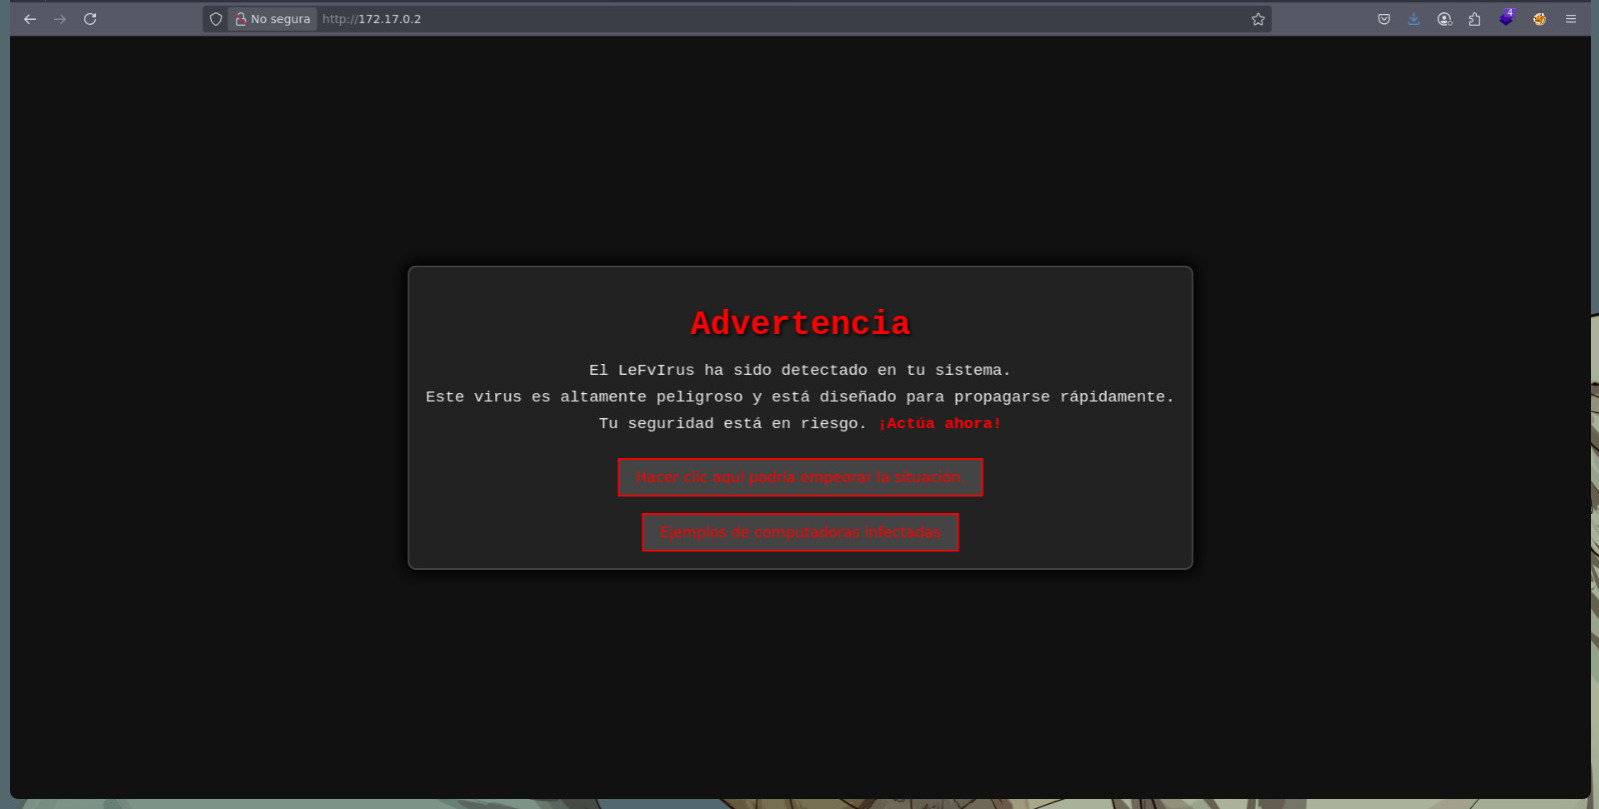 No segura http://172.17.0.2
4
Advertencia
El LeFvIrus ha sido detectado en tu sistema.
Este virus es altamente peligroso y está diseñado para propagarse rápidamente.
Tu seguridad está en riesgo. ¡Actúa ahora!
Hacer clic aquí podría empeorar la situación.
Ejemplos de computadoras infectadas